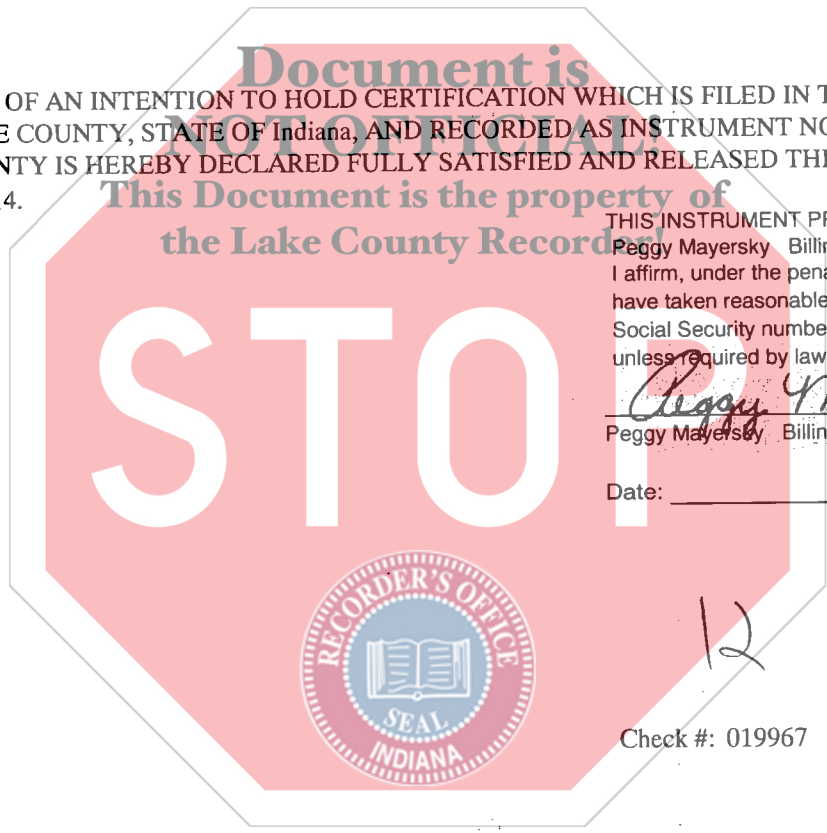 Document is
OF AN INTENTION TO HOLD CERTIFICATION WHICH IS FILED IN T
E COUNTY, STATE OF Indiana, AND RECORDED AS INSTRUMENT NO
NOT OFFICIAL!
NTY IS HEREBY DECLARED FULLY SATISFIED AND RELEASED THI
4.
This Document is the property of
the Lake County Recorder!
THIS INSTRUMENT PR
Peggy Mayersky Billin
I affirm, under the pena
have taken reasonable
Social Security numbe
unless required by law
Peggy M
Peggy Mayersky Billin
Date:
STOP
RECORDER'S OFFICE
SEAL
INDIANA
12
Check #: 019967